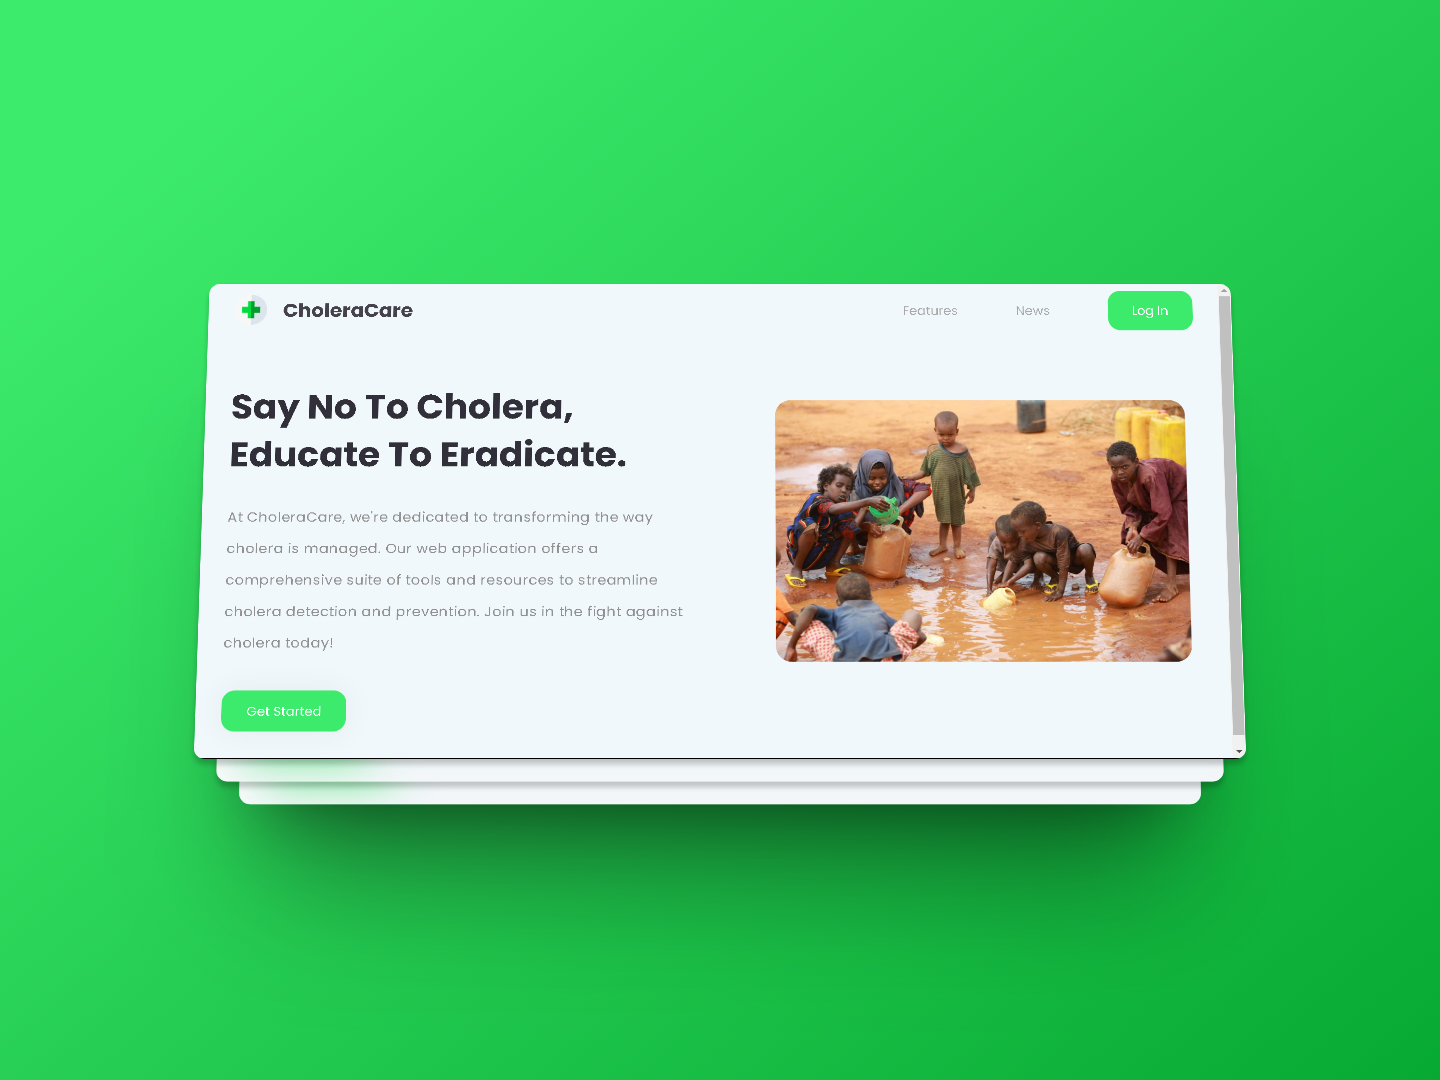 CholeraCare
Features
News
Log In
Say No To Cholera,
Educate To Eradicate.
At CholeraCare, we're dedicated to transforming the way
cholera is managed. Our web application offers a
comprehensive suite of tools and resources to streamline
cholera detection and prevention. Join us in the fight against
cholera today!
Get Started